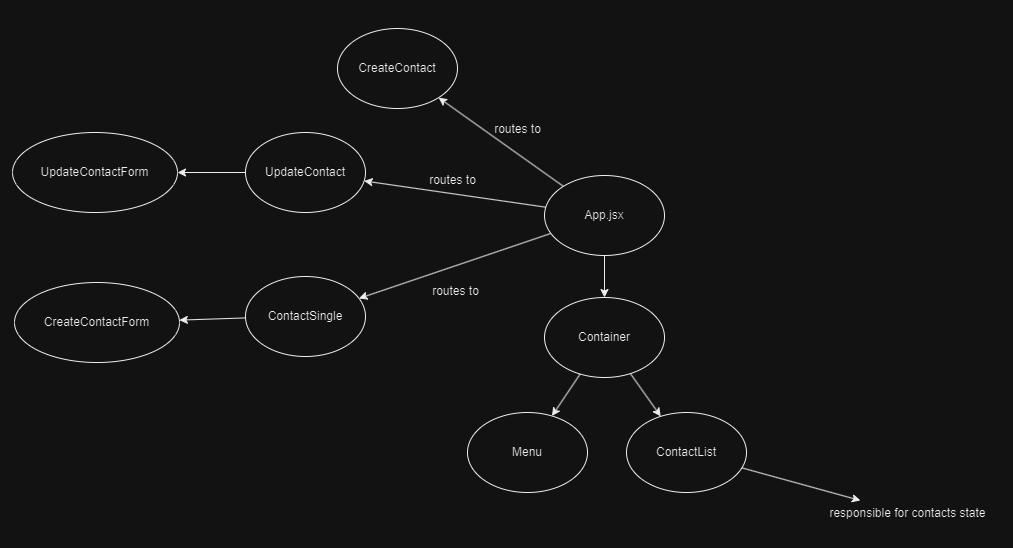 CreateContact
routes to
UpdateContactForm
UpdateContact
routes to
App.jsx
routes to
CreateContactForm
ContactSingle
Container
Menu
ContactList
responsible for contacts state